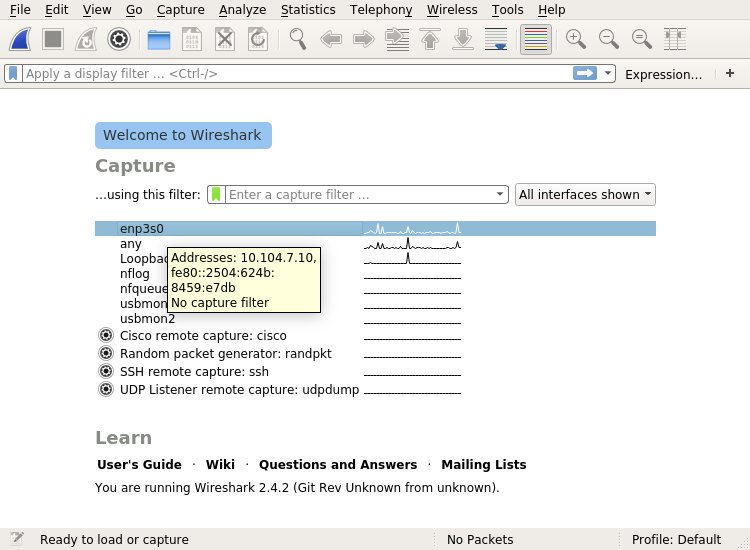 File Edit View Go Capture Analyze Statistics Telephony Wireless Tools Help
Apply a display filter ... <Ctrl-/>
Expression...
+
Welcome to Wireshark
Capture
...using this filter:
Enter a capture filter ...
All interfaces shown
enp3s0
any
Addresses: 10.104.7.10,
fe80::2504:624b:
8459:e7db
No capture filter
nflog
nfqueue
usbmon2
Cisco remote capture: cisco
Random packet generator: randpkt
SSH remote capture: ssh
UDP Listener remote capture: udpdump
Learn
User's Guide · Wiki · Questions and Answers · Mailing Lists
You are running Wireshark 2.4.2 (Git Rev Unknown from unknown).
Ready to load or capture
No Packets
Profile: Default